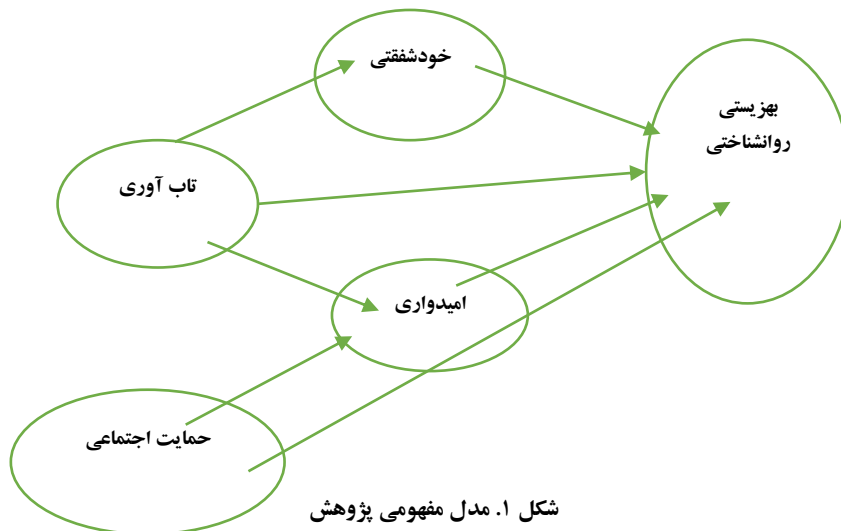 خودشفقتی
بهزیستی
روانشناختی
تاب آوری
امیدواری
حمایت اجتماعی
شکل ۱. مدل مفهومی پژوهش